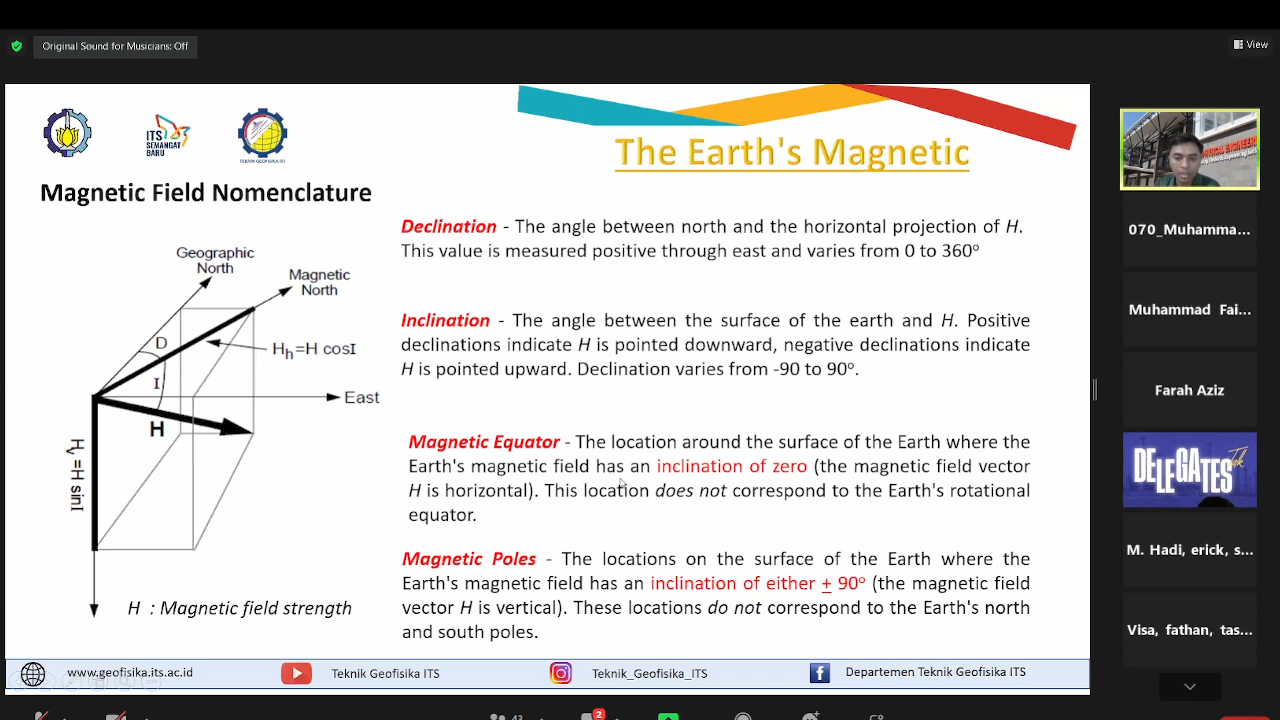 Original Sound for Musicians: Off
View
ITS
SEMANGAT
BARU
TEKNIK GEOFISIKA ITS
The Earth's Magnetic
Magnetic Field Nomenclature
Geographic
North
Magnetic
North
D
Hh=H cosI
I
East
H
Hv = H sinI
H : Magnetic field strength
Declination - The angle between north and the horizontal projection of H.
This value is measured positive through east and varies from 0 to 360°
Inclination - The angle between the surface of the earth and H. Positive
declinations indicate H is pointed downward, negative declinations indicate
H is pointed upward. Declination varies from -90 to 90°.
Magnetic Equator - The location around the surface of the Earth where the
Earth's magnetic field has an inclination of zero (the magnetic field vector
H is horizontal). This location does not correspond to the Earth's rotational
equator.
Magnetic Poles - The locations on the surface of the Earth where the
Earth's magnetic field has an inclination of either + 90° (the magnetic field
vector H is vertical). These locations do not correspond to the Earth's north
and south poles.
www.geofisika.its.ac.id
Teknik Geofisika ITS
Teknik_Geofisika_ITS
Departemen Teknik Geofisika ITS
070_Muhamma...
Muhammad Fai...
Farah Aziz
DELEGATES
M. Hadi, erick, s...
Visa, fathan, tas...
43
2